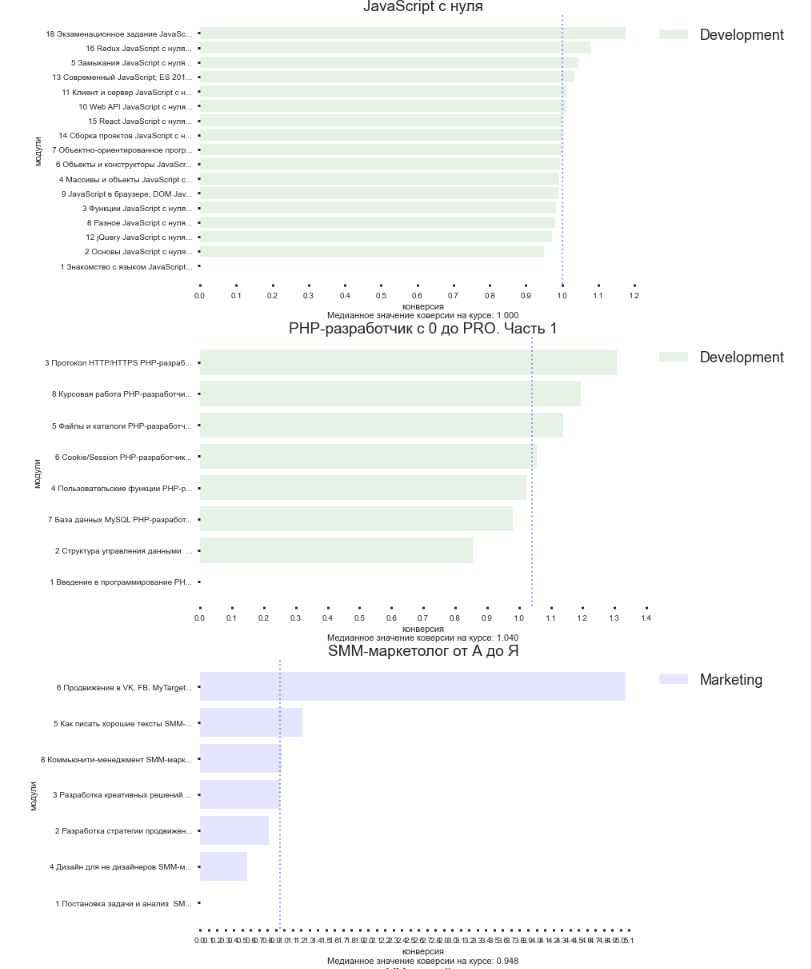 JavaScript с нуля
Development
18 Экзаменационное задание JavaSc...
16 Redux JavaScript с нуля...
5 Замыкания JavaScript с нуля...
13 Современный JavaScript; ES 201...
11 Клиент и сервер JavaScript с н...
10 Web API JavaScript с нуля...
15 React JavaScript с нуля...
14 Сборка проектов JavaScript с н...
7 Объектно-ориентированное прогр...
6 Объекты и конструкторы JavaScr...
4 Массивы и объекты JavaScript с...
9 JavaScript в браузере; DOM Jav...
3 Функции JavaScript с нуля...
8 Разное JavaScript с нуля...
12 jQuery JavaScript с нуля...
2 Основы JavaScript с нуля...
1 Знакомство с языком JavaScript...
модули
0.0 0.1 0.2 0.3 0.4 0.5 0.6 0.7 0.8 0.9 1.0 1.1 1.2
конверсия
Медианное значение коверсии на курсе: 1.000
PHP-разработчик с 0 до PRO. Часть 1
Development
3 Протокол HTTP/HTTPS PHP-разраб...
8 Курсовая работа PHP-разработчи...
5 Файлы и каталоги PHP-разработч...
6 Cookie/Session PHP-разработчик...
4 Пользовательские функции PHP-р...
7 База данных MySQL PHP-разработ...
2 Структура управления данными. ...
1 Введение в программирование PH...
модули
0.0 0.1 0.2 0.3 0.4 0.5 0.6 0.7 0.8 0.9 1.0 1.1 1.2 1.3 1.4
конверсия
Медианное значение коверсии на курсе: 1.040
SMM-маркетолог от А до Я
Marketing
6 Продвижение в VK, FB, MyTarget...
5 Как писать хорошие тексты SMM-...
8 Коммьюнити-менеджмент SMM-марк...
3 Разработка креативных решений ...
2 Разработка стратегии продвижен...
4 Дизайн для не дизайнеров SMM-м...
1 Постановка задачи и анализ SM...
модули
конверсия
Медианное значение коверсии на курсе: 0.948